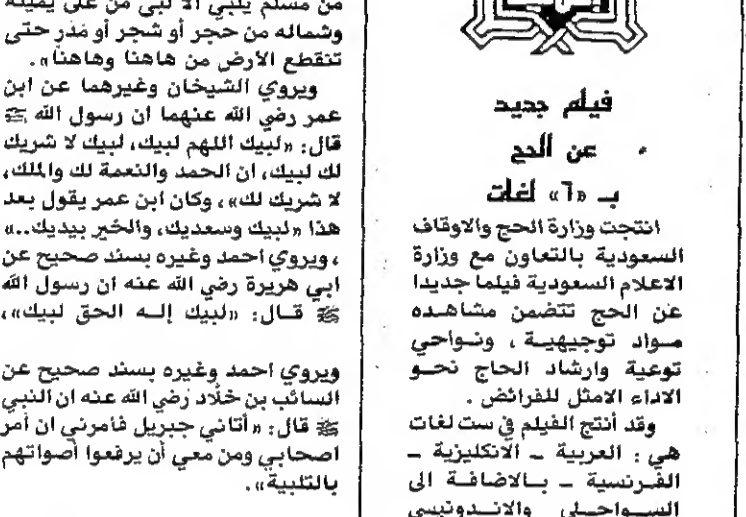 فيلم جديد
عن الحج
بـ «٦» لغات
انتجت وزارة الحج والاوقاف
السعودية بالتعاون مع وزارة
الاعلام السعودية فيلما جديدا
عن الحج تتضمن مشاهده
مواد توجيهية ، ونواحي
توعية وارشاد الحاج نحو
الاداء الامثل للفرائض .
وقد أنتج الفيلم في ست لغات
هي : العربية ـ الانكليزية ـ
الفرنسية ـ بالاضافة الى
السواحلي والاندونيسي
من مسلم يلبي الا لبى من على يمينه
وشماله من حجر أو شجر أو مَدَر حتى
تنقطع الأرض من هاهنا وهاهنا» .
ويروي الشيخان وغيرهما عن ابن
عمر رضي الله عنهما ان رسول الله ﷺ
قال : «لبيك اللهم لبيك، لبيك لا شريك
لك لبيك، ان الحمد والنعمة لك والملك،
لا شريك لك» ، وكان ابن عمر يقول بعد
هذا «لبيك وسعديك، والخير بيديك..»
، ويروي احمد وغيره بسند صحيح عن
ابي هريرة رضي الله عنه ان رسول الله
ﷺ قال : «لبيك إله الحق لبيك» ،
ويروي احمد وغيره بسند صحيح عن
السائب بن خلّاد رضي الله عنه ان النبي
ﷺ قال : «أتاني جبريل فأمرني ان آمر
اصحابي ومن معي أن يرفعوا أصواتهم
بالتلبية» .